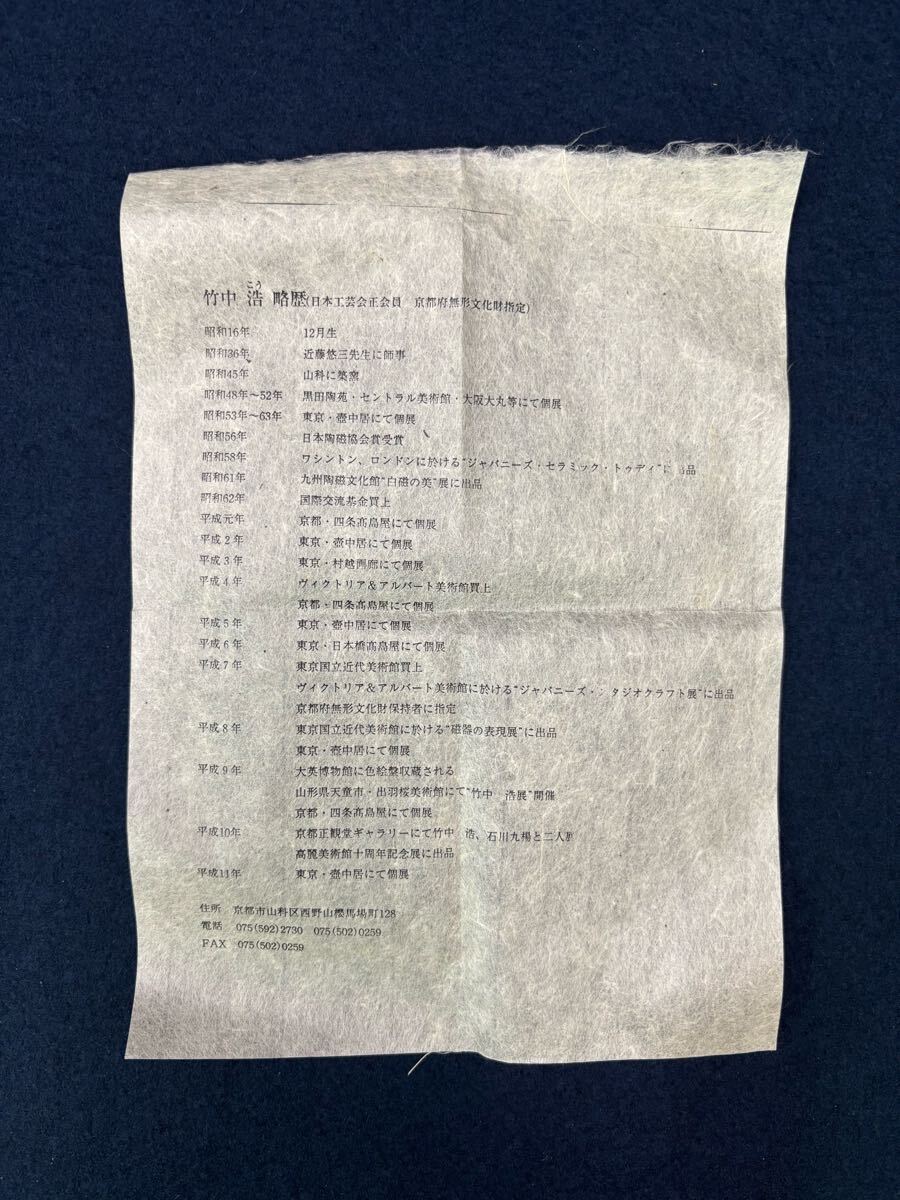 こう
竹中 浩 略歴(日本工芸会正会員 京都府無形文化財指定)
昭和16年 12月生
昭和36年 近藤悠三先生に師事
昭和45年 山科に築窯
昭和48年〜52年 黒田陶苑・セントラル美術館・大阪大丸等にて個展
昭和53年〜63年 東京・壺中居にて個展
昭和56年 日本陶磁協会賞受賞
昭和58年 ワシントン、ロンドンに於ける“ジャパニーズ・セラミック・トゥディ”に出品
昭和61年 九州陶磁文化館“白磁の美”展に出品
昭和62年 国際交流基金買上
平成元年 京都・四条髙島屋にて個展
平成2年 東京・壺中居にて個展
平成3年 東京・村越画廊にて個展
平成4年 ヴィクトリア&アルバート美術館買上
京都・四条髙島屋にて個展
平成5年 東京・壺中居にて個展
平成6年 東京・日本橋髙島屋にて個展
平成7年 東京国立近代美術館買上
ヴィクトリア&アルバート美術館に於ける“ジャパニーズ・スタジオクラフト展”に出品
京都府無形文化財保持者に指定
平成8年 東京国立近代美術館に於ける“磁器の表現展”に出品
東京・壺中居にて個展
平成9年 大英博物館に色絵盤収蔵される
山形県天童市・出羽桜美術館にて“竹中 浩展”開催
京都・四条髙島屋にて個展
平成10年 京都正観堂ギャラリーにて竹中 浩、石川九楊と二人展
高麗美術館十周年記念展に出品
平成11年 東京・壺中居にて個展
住所 京都市山科区西野山櫻馬場町128
電話 075(592)2730 075(502)0259
FAX 075(502)0259